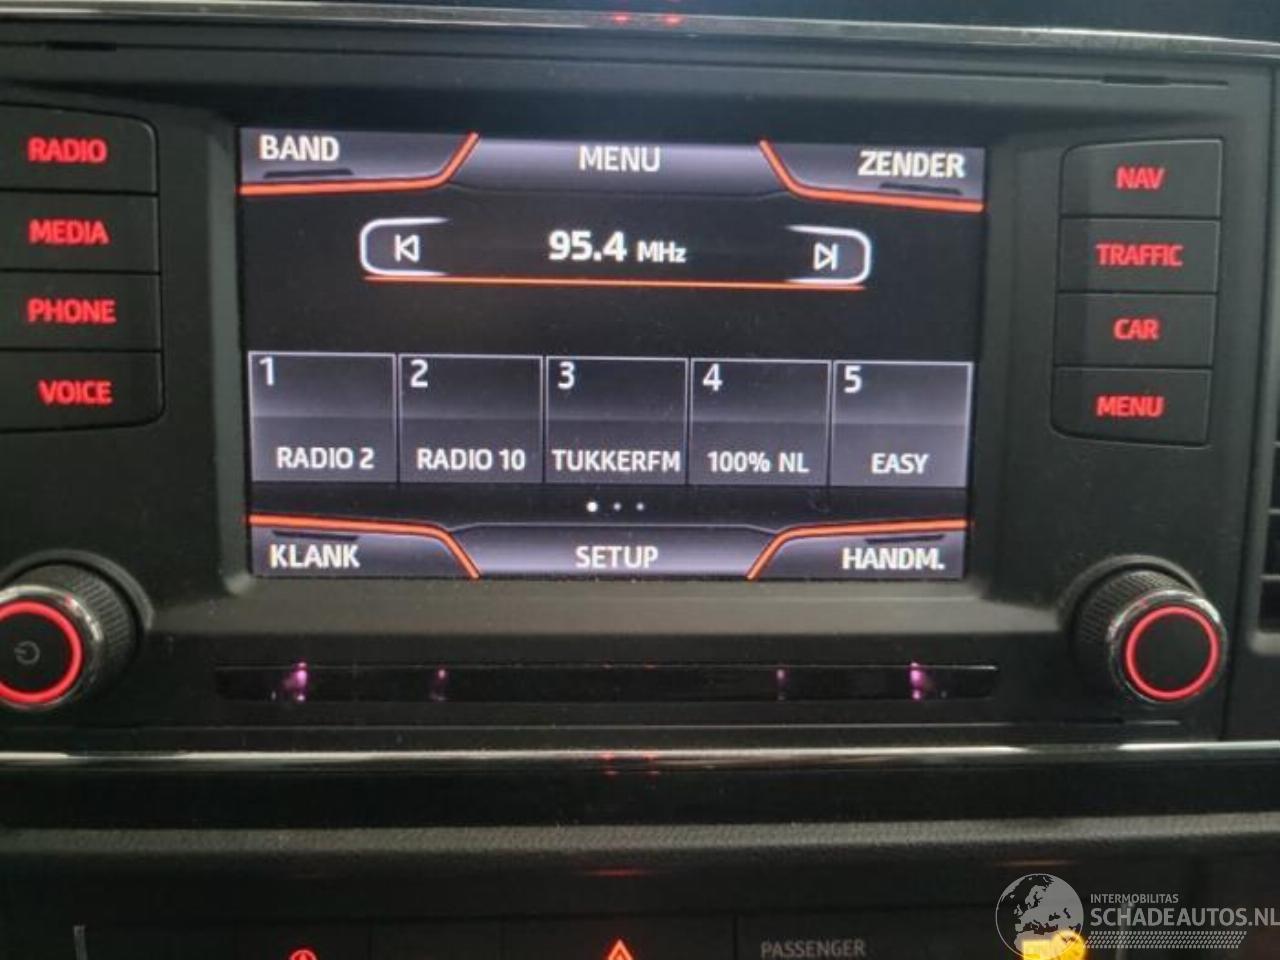 RADIO
MEDIA
PHONE
VOICE
BAND MENU ZENDER
95.4 MHz
1 2 3 4 5
RADIO 2 RADIO 10 TUKKERFM 100% NL EASY
KLANK SETUP HANDM.
NAV
TRAFFIC
CAR
MENU
PASSENGER
INTERMOBILITAS
SCHADEAUTOS.NL